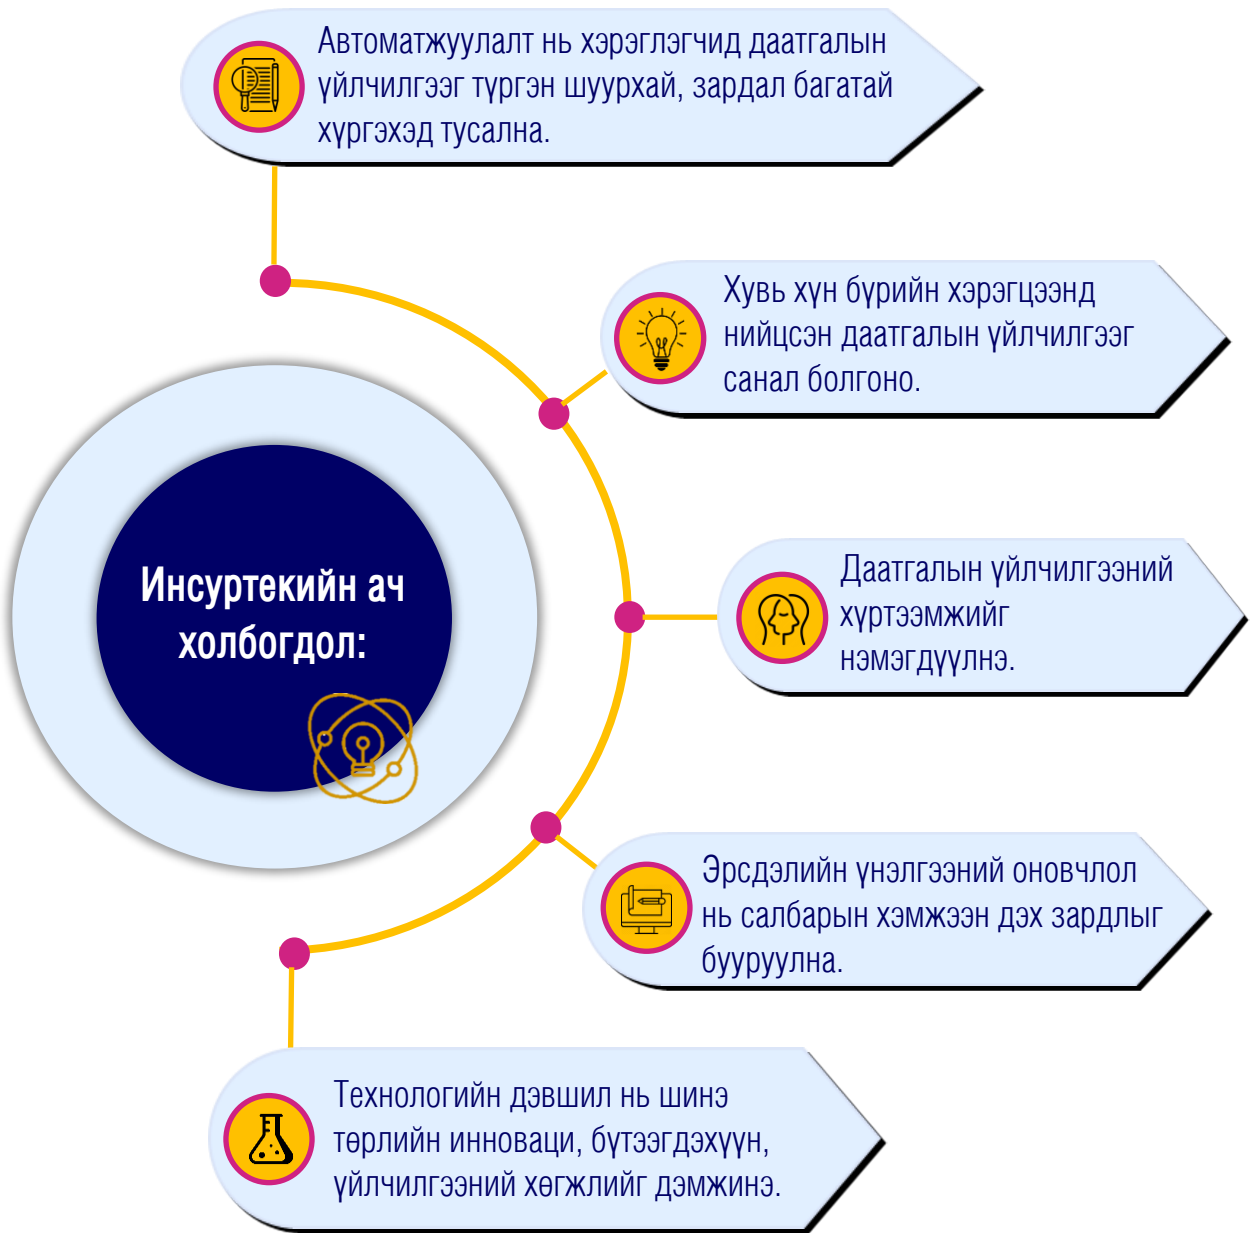 Автоматжуулалт нь хэрэглэгчид даатгалын
үйлчилгээг түргэн шуурхай, зардал багатай
хүргэхэд тусална.
Хувь хүн бүрийн хэрэгцээнд
нийцсэн даатгалын үйлчилгээг
санал болгоно.
Инсуртекийн ач
холбогдол:
Даатгалын үйлчилгээний
хүртээмжийг
нэмэгдүүлнэ.
Эрсдэлийн үнэлгээний оновчлол
нь салбарын хэмжээн дэх зардлыг
бууруулна.
Технологийн дэвшил нь шинэ
төрлийн инноваци, бүтээгдэхүүн,
үйлчилгээний хөгжлийг дэмжинэ.